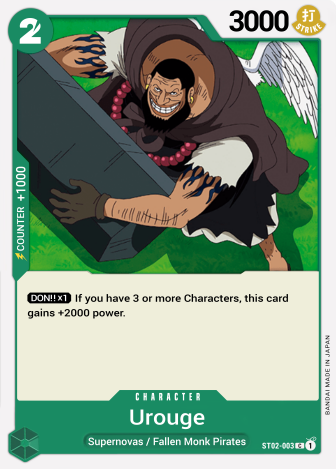 2
3000
打
STRIKE
COUNTER +1000
DON!! ×1 If you have 3 or more Characters, this card
gains +2000 power.
CHARACTER
Urouge
Supernovas / Fallen Monk Pirates
ST02-003 C 1
BANDAI MADE IN JAPAN